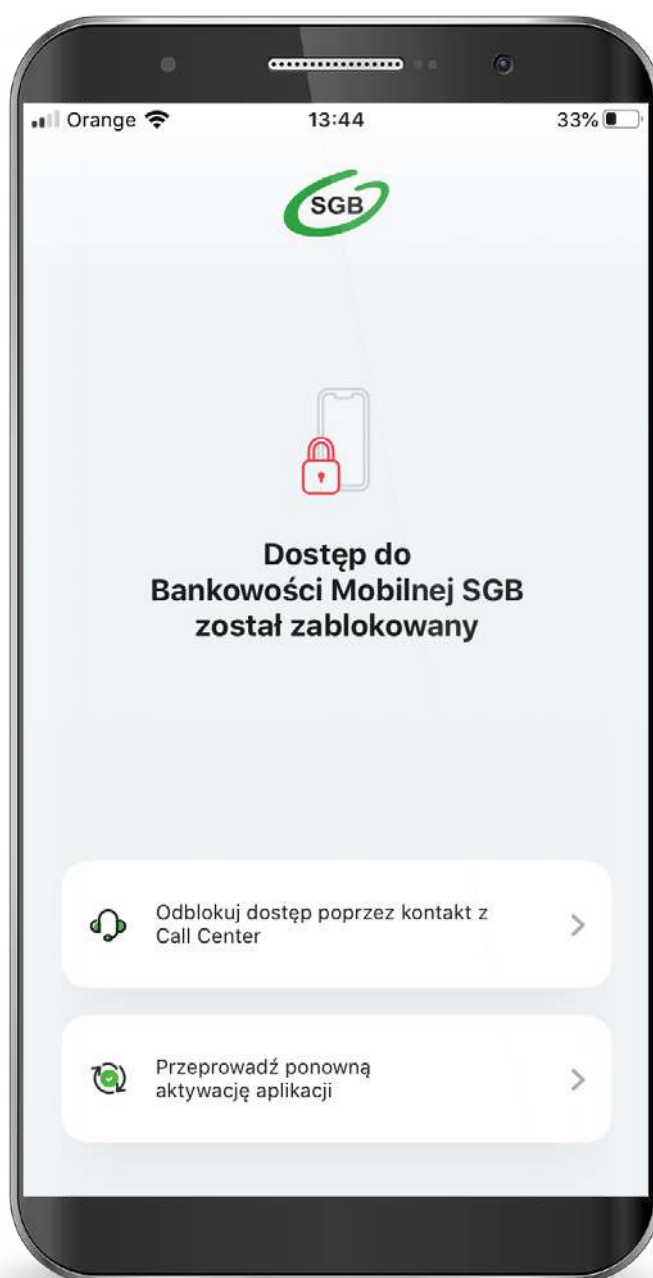 Orange 13:44 33%
SGB
Dostęp do
Bankowości Mobilnej SGB
został zablokowany
Odblokuj dostęp poprzez kontakt z
Call Center
Przeprowadź ponowną
aktywację aplikacji